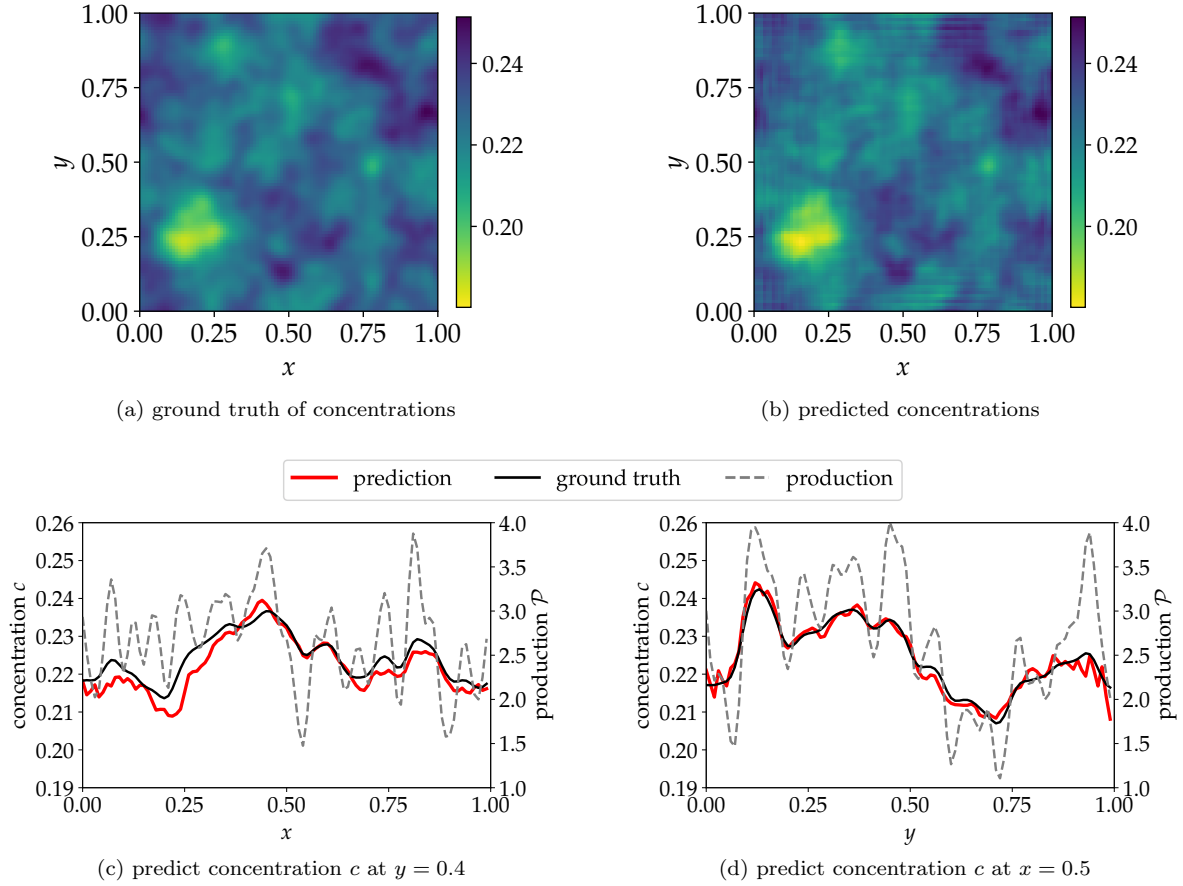 1.00
0.75
0.50
0.25
0.00
y
0.00 0.25 0.50 0.75 1.00
x
0.24
0.22
0.20
(a) ground truth of concentrations
1.00
0.75
0.50
0.25
0.00
y
0.00 0.25 0.50 0.75 1.00
x
0.24
0.22
0.20
(b) predicted concentrations
prediction ground truth production
0.26
0.25
0.24
0.23
0.22
0.21
0.20
0.19
concentration c
0.00 0.25 0.50 0.75 1.00
x
4.0
3.5
3.0
2.5
2.0
1.5
1.0
production 𝒫
(c) predict concentration c at y = 0.4
0.26
0.25
0.24
0.23
0.22
0.21
0.20
0.19
concentration c
0.00 0.25 0.50 0.75 1.00
y
4.0
3.5
3.0
2.5
2.0
1.5
1.0
production 𝒫
(d) predict concentration c at x = 0.5